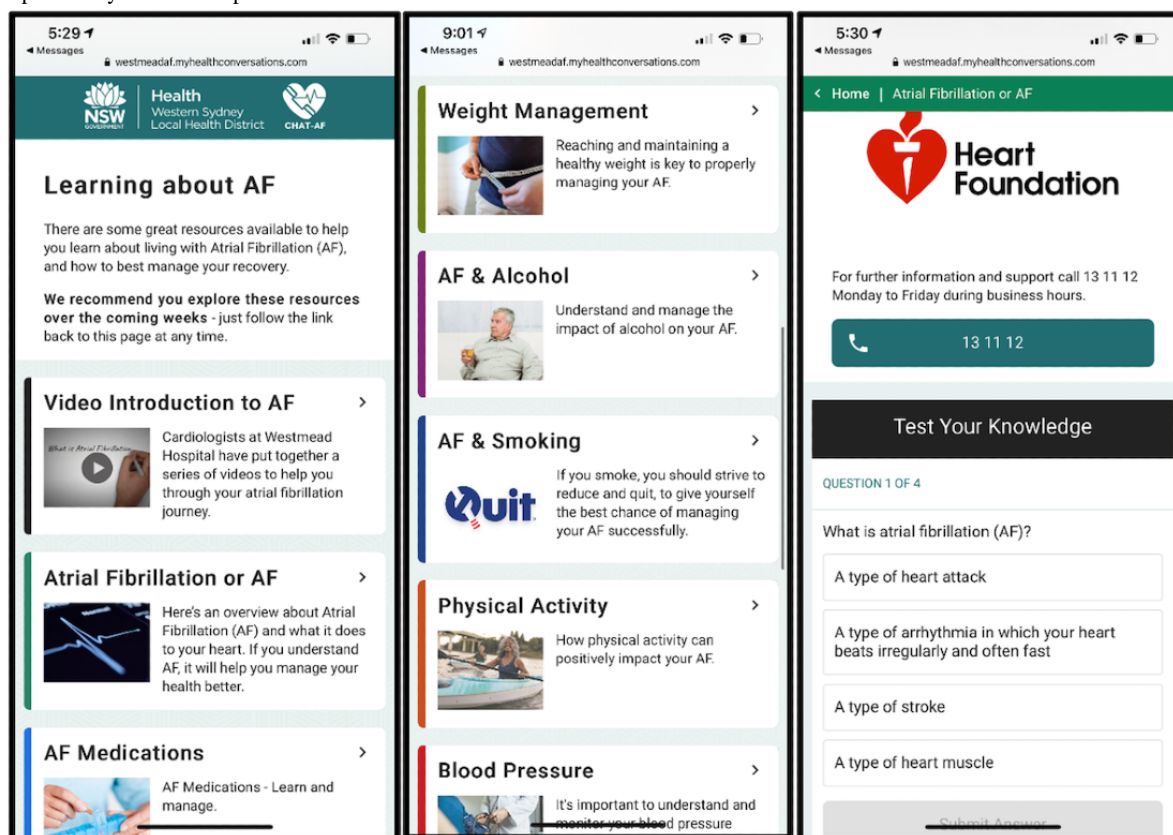 5:29
Messages
westmeadaf.myhealthconversations.com
NSW
GOVERNMENT
Health
Western Sydney
Local Health District
CHAT-AF
Learning about AF
There are some great resources available to help
you learn about living with Atrial Fibrillation (AF),
and how to best manage your recovery.
We recommend you explore these resources
over the coming weeks - just follow the link
back to this page at any time.
Video Introduction to AF
What is Atrial Fibrillation
Cardiologists at Westmead
Hospital have put together a
series of videos to help you
through your atrial fibrillation
journey.
Atrial Fibrillation or AF
Here's an overview about Atrial
Fibrillation (AF) and what it does
to your heart. If you understand
AF, it will help you manage your
health better.
AF Medications
AF Medications - Learn and
manage.
9:01
Messages
westmeadaf.myhealthconversations.com
Weight Management
Reaching and maintaining a
healthy weight is key to properly
managing your AF.
AF & Alcohol
Understand and manage the
impact of alcohol on your AF.
AF & Smoking
Quit
If you smoke, you should strive to
reduce and quit, to give yourself
the best chance of managing
your AF successfully.
Physical Activity
How physical activity can
positively impact your AF.
Blood Pressure
It's important to understand and
monitor your blood pressure
5:30
Messages
westmeadaf.myhealthconversations.com
< Home | Atrial Fibrillation or AF
Heart
Foundation
For further information and support call 13 11 12
Monday to Friday during business hours.
13 11 12
Test Your Knowledge
QUESTION 1 OF 4
What is atrial fibrillation (AF)?
A type of heart attack
A type of arrhythmia in which your heart
beats irregularly and often fast
A type of stroke
A type of heart muscle
Submit Answer